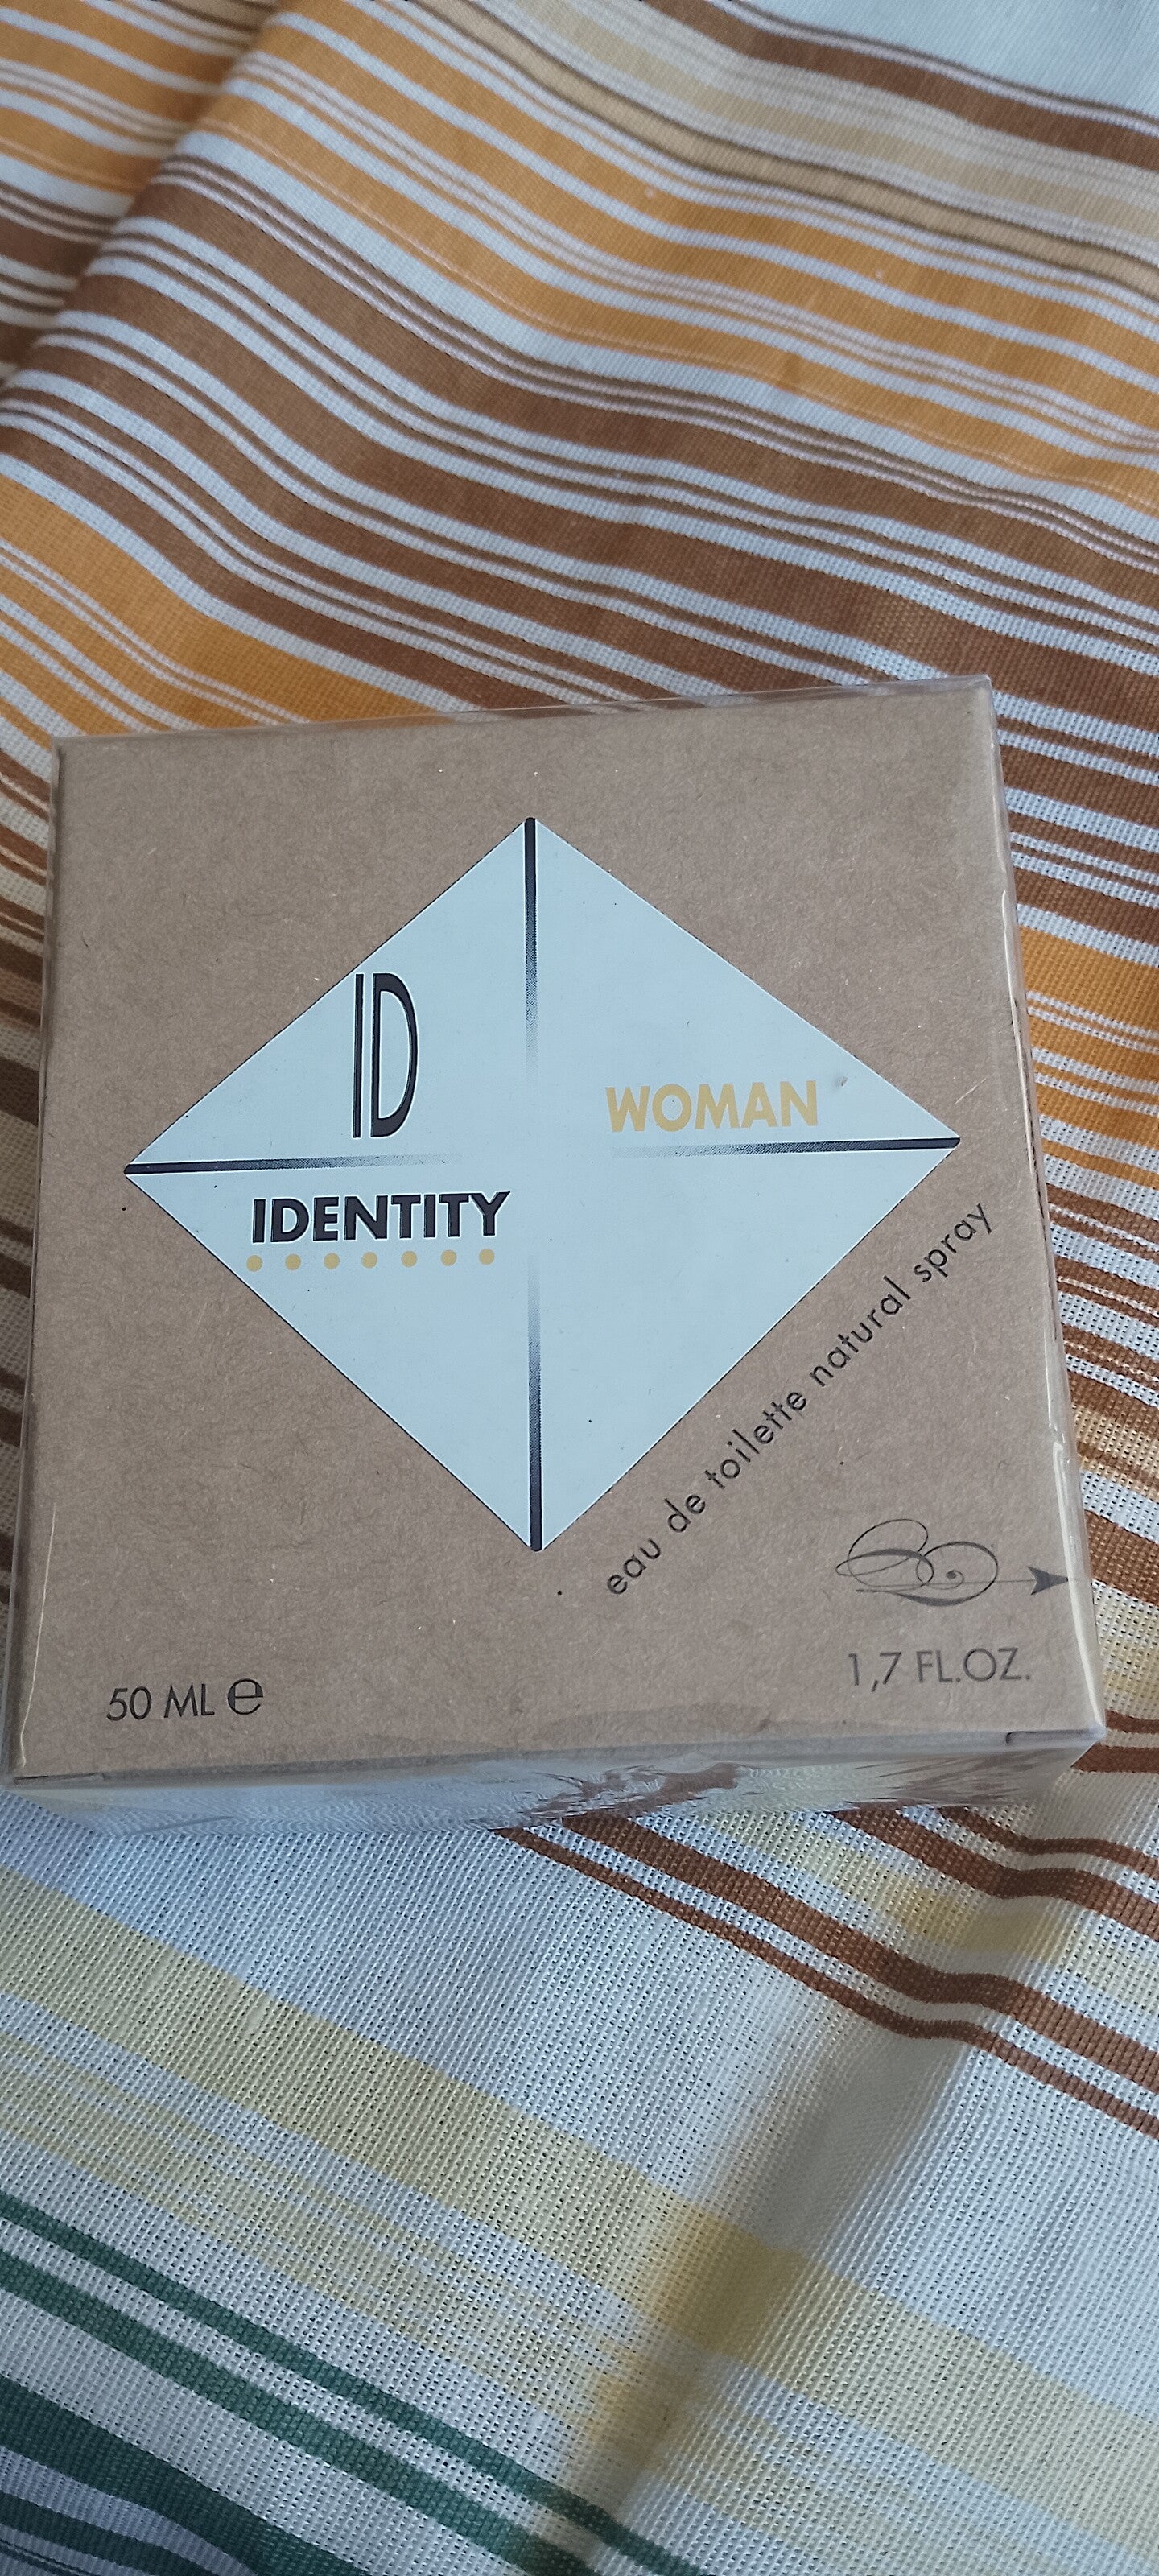 ID
WOMAN
IDENTITY
eau de toilette natural spray
50 ML ℮
1,7 FL.OZ.